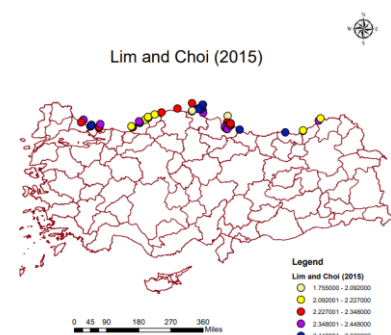 N
W E
S
Lim and Choi (2015)
Legend
Lim and Choi (2015)
1.755000 - 2.092000
2.092001 - 2.227000
2.227001 - 2.348000
2.348001 - 2.448000
0 45 90 180 270 360
Miles